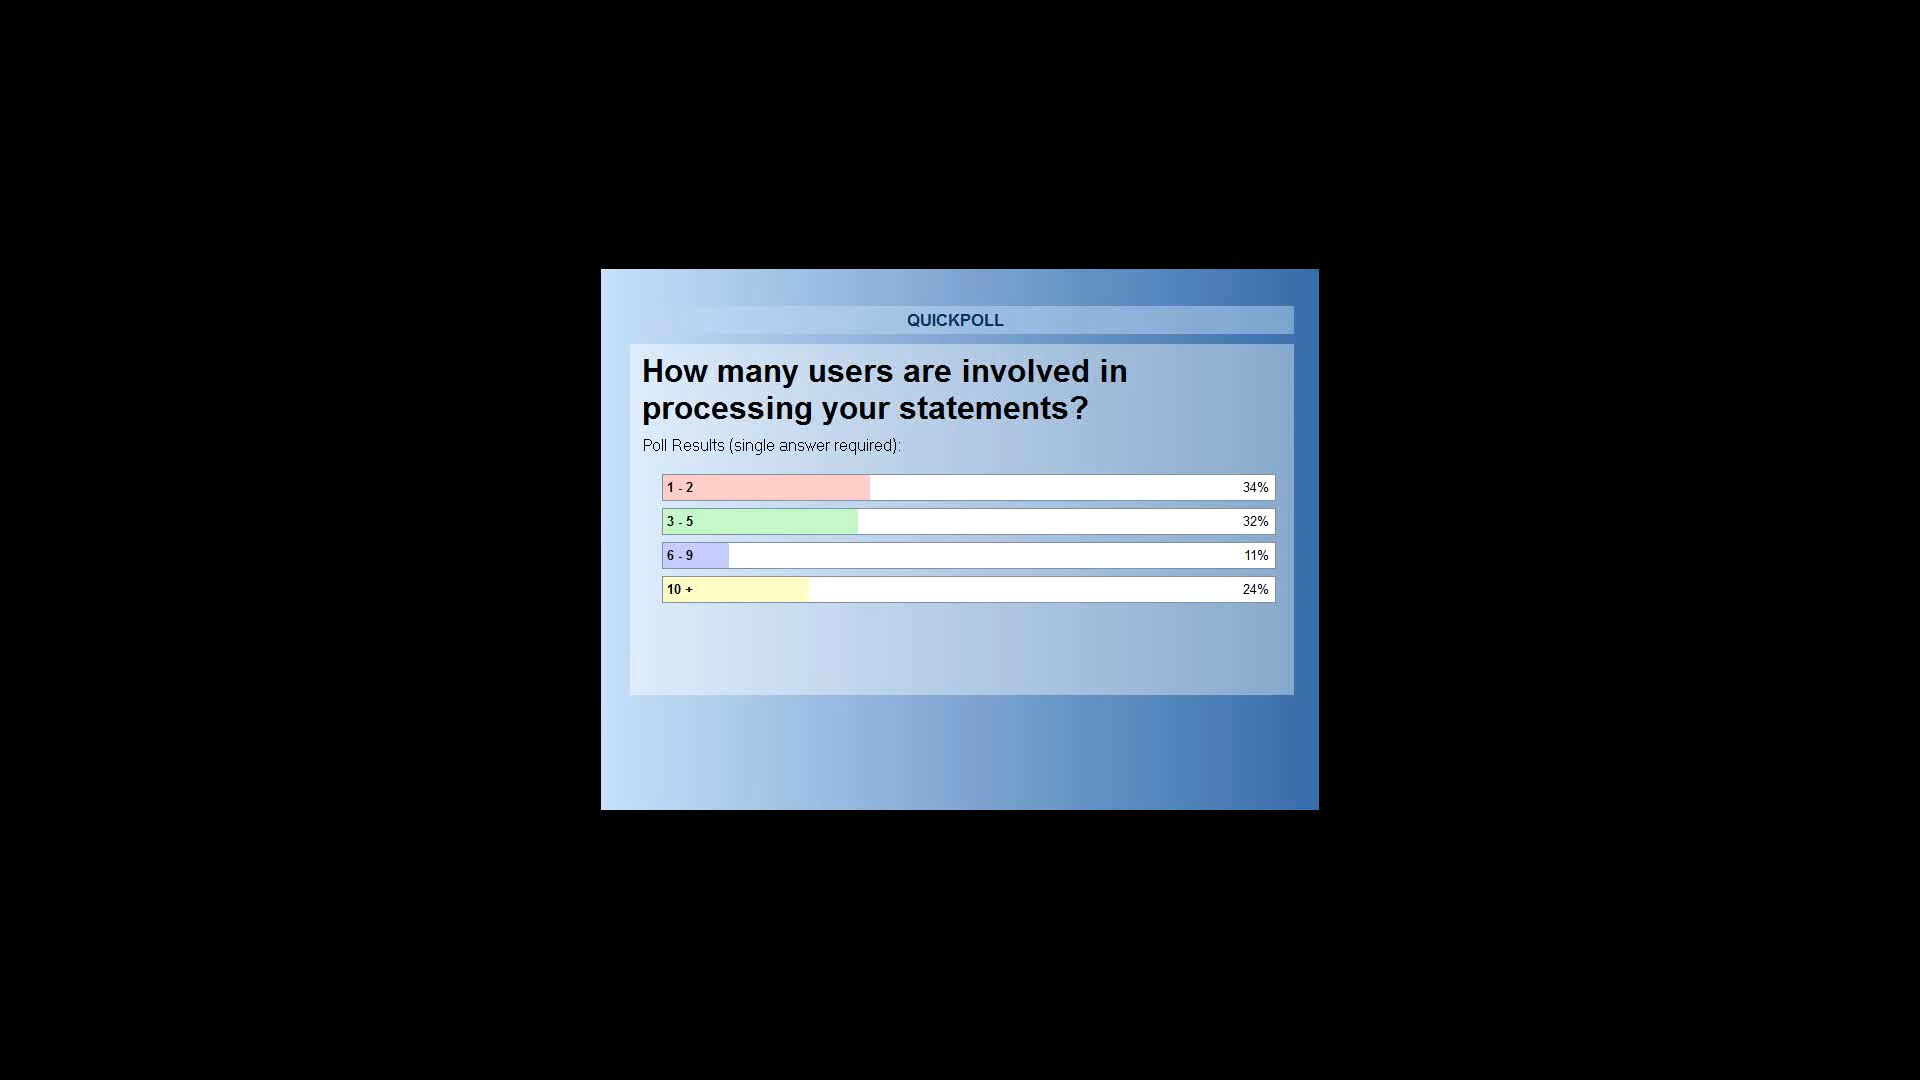 QUICKPOLL
How many users are involved in
processing your statements?
Poll Results (single answer required):
1 - 2 34%
3 - 5 32%
6 - 9 11%
10 + 24%